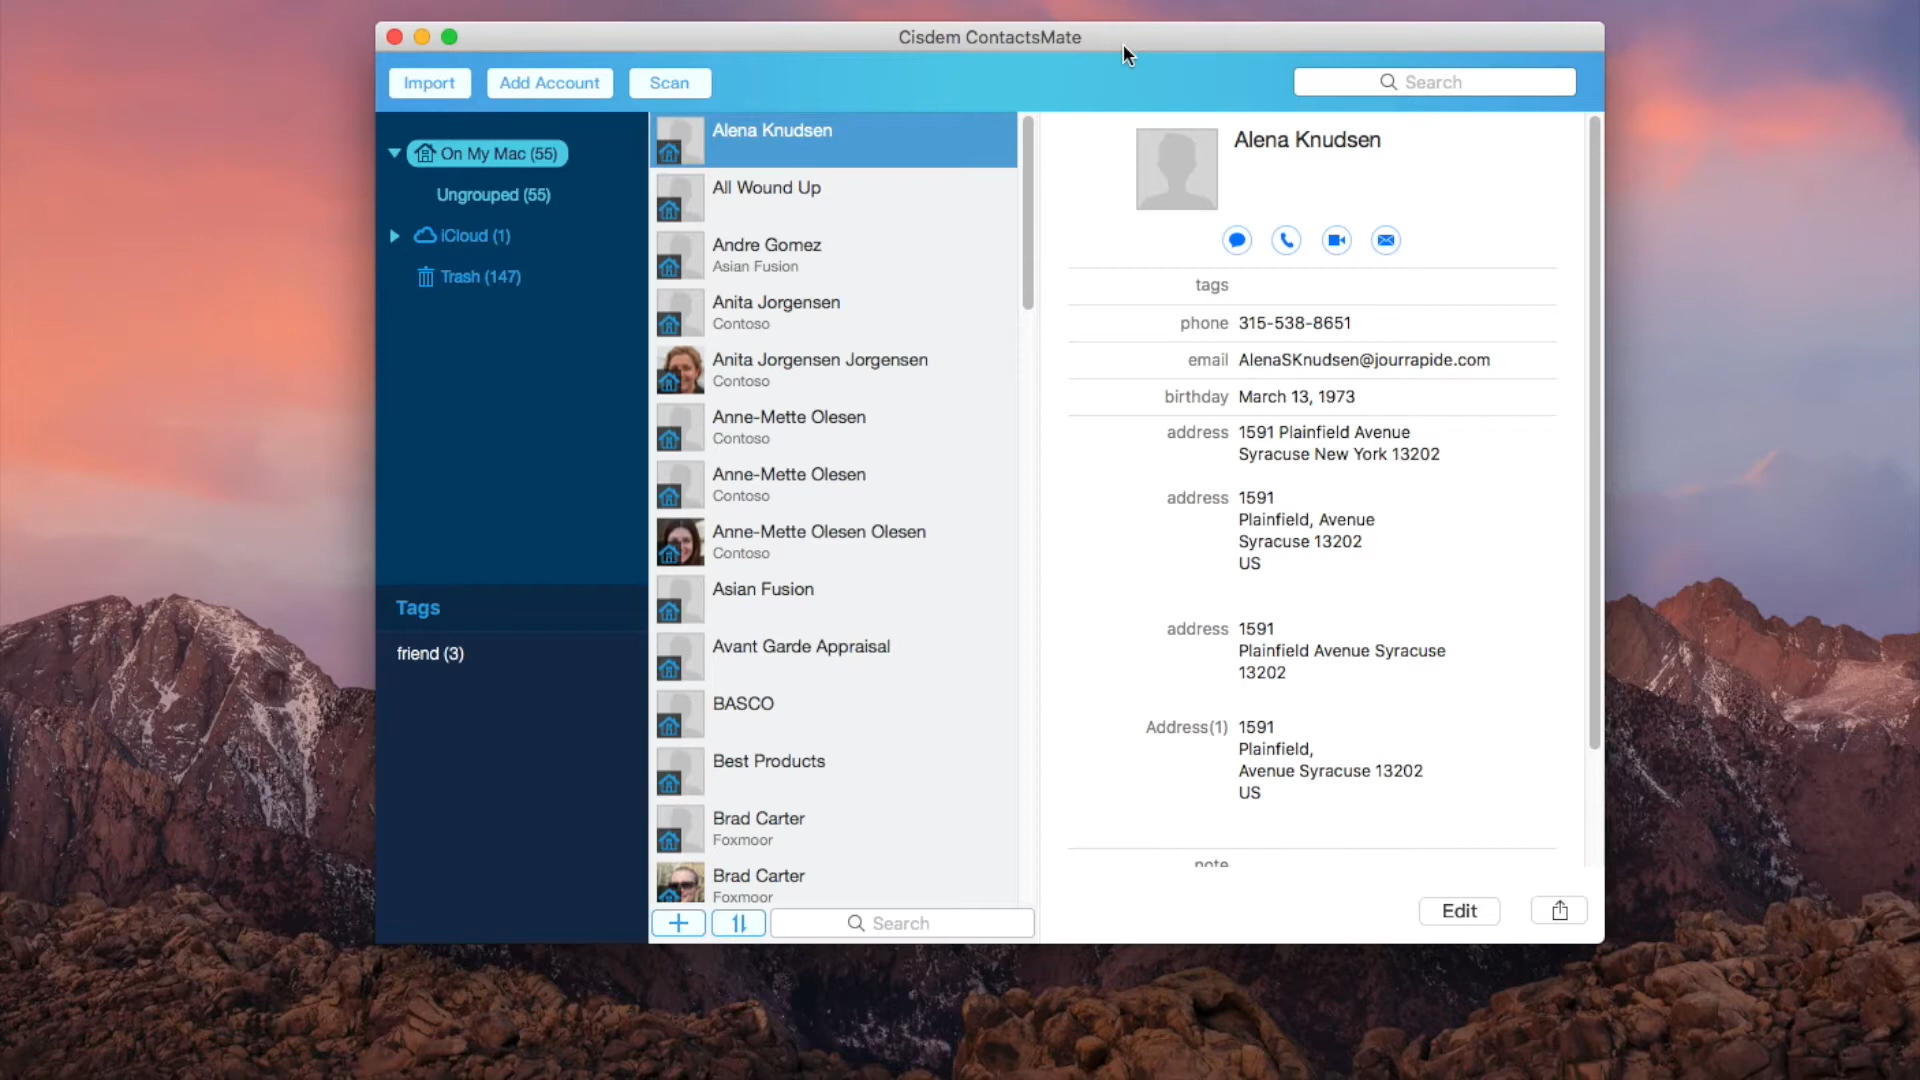 Cisdem ContactsMate
Import
Add Account
Scan
Search
On My Mac (55)
Ungrouped (55)
iCloud (1)
Trash (147)
Tags
friend (3)
Alena Knudsen
All Wound Up
Andre Gomez
Asian Fusion
Anita Jorgensen
Contoso
Anita Jorgensen Jorgensen
Contoso
Anne-Mette Olesen
Contoso
Anne-Mette Olesen
Contoso
Anne-Mette Olesen Olesen
Contoso
Asian Fusion
Avant Garde Appraisal
BASCO
Best Products
Brad Carter
Foxmoor
Brad Carter
Foxmoor
Search
Alena Knudsen
tags
phone 315-538-8651
email AlenaSKnudsen@jourrapide.com
birthday March 13, 1973
address 1591 Plainfield Avenue
Syracuse New York 13202
address 1591
Plainfield, Avenue
Syracuse 13202
US
address 1591
Plainfield Avenue Syracuse
13202
Address(1) 1591
Plainfield,
Avenue Syracuse 13202
US
note
Edit